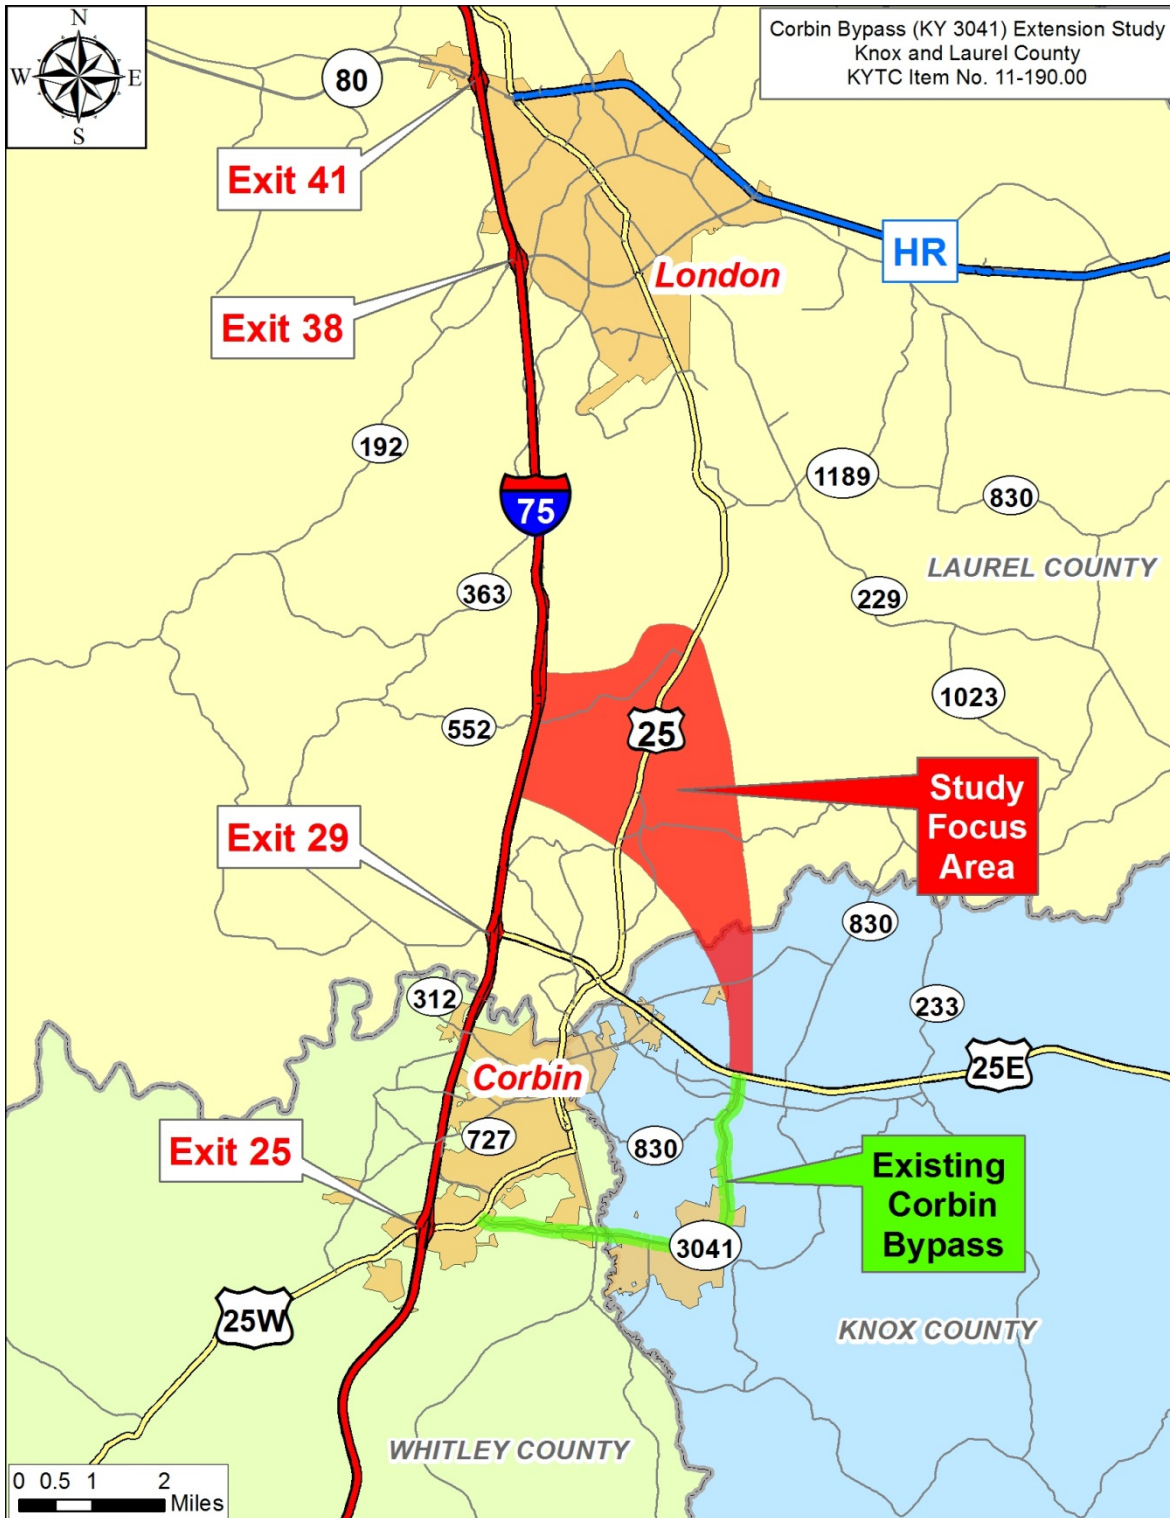 Corbin Bypass (KY 3041) Extension Study
Knox and Laurel County
KYTC Item No. 11-190.00
N
W
E
S
80
Exit 41
HR
London
Exit 38
192
1189
830
75
LAUREL COUNTY
363
229
1023
552
25
Study
Focus
Area
Exit 29
830
312
233
25E
Corbin
727
830
Exit 25
Existing
Corbin
Bypass
3041
25W
KNOX COUNTY
WHITLEY COUNTY
0 0.5 1 2
Miles